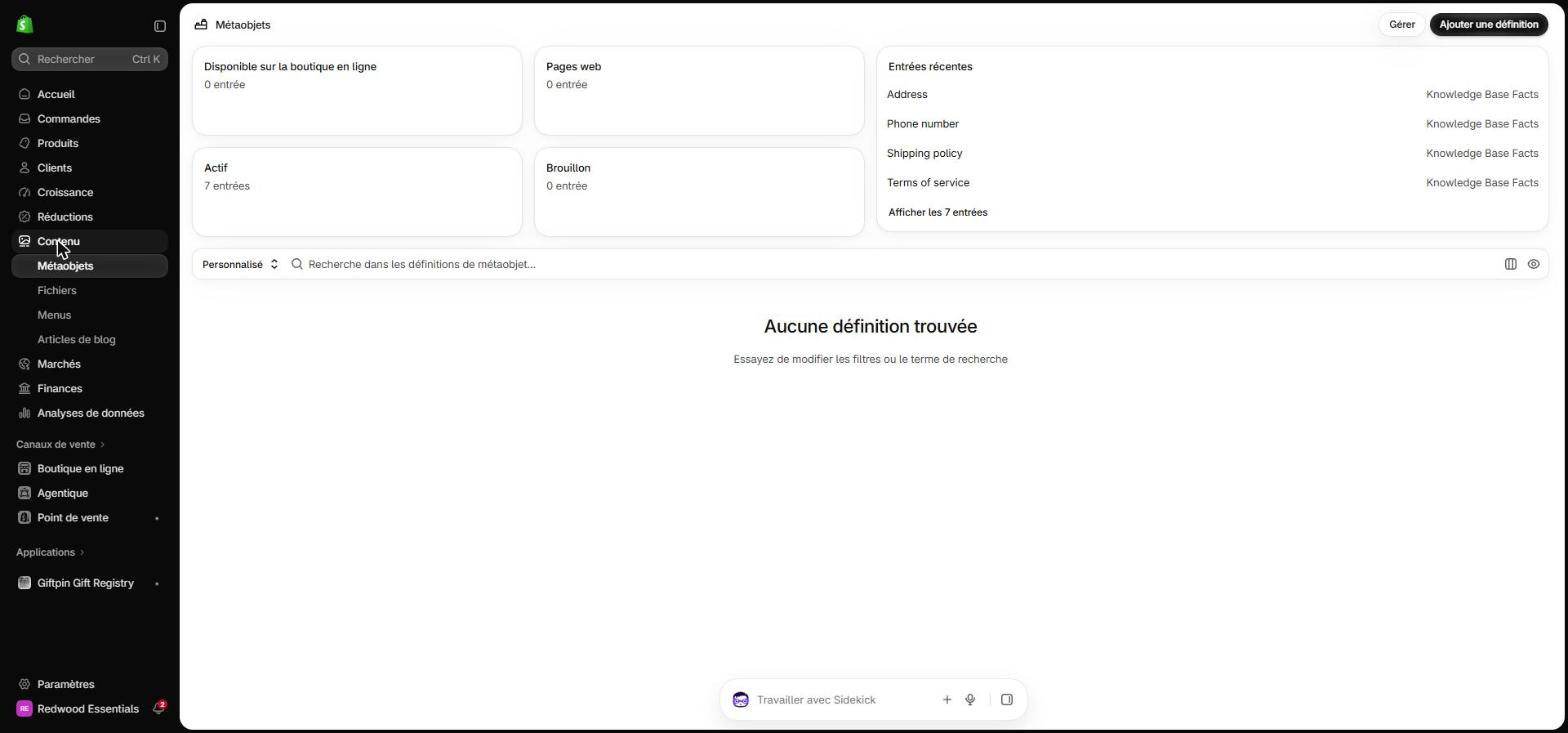 Rechercher Ctrl K
Accueil
Commandes
Produits
Clients
Croissance
Réductions
Contenu
Métaobjets
Fichiers
Menus
Articles de blog
Marchés
Finances
Analyses de données
Canaux de vente
Boutique en ligne
Agentique
Point de vente
Applications
Giftpin Gift Registry
Paramètres
RE Redwood Essentials 2
Métaobjets
Gérer
Ajouter une définition
Disponible sur la boutique en ligne
0 entrée
Pages web
0 entrée
Actif
7 entrées
Brouillon
0 entrée
Entrées récentes
Address Knowledge Base Facts
Phone number Knowledge Base Facts
Shipping policy Knowledge Base Facts
Terms of service Knowledge Base Facts
Afficher les 7 entrées
Personnalisé Recherche dans les définitions de métaobjet...
Aucune définition trouvée
Essayez de modifier les filtres ou le terme de recherche
Travailler avec Sidekick